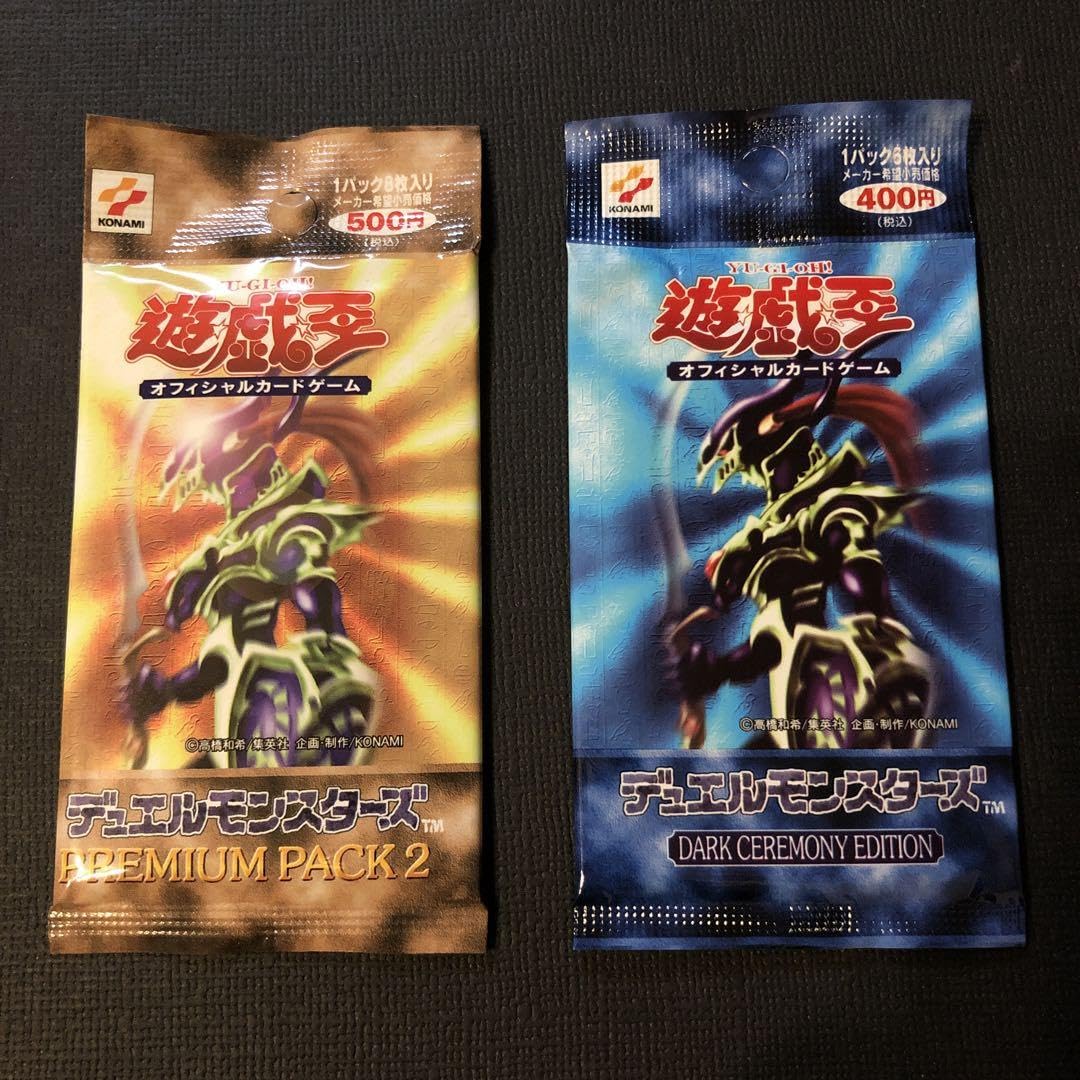 KONAMI
1パック8枚入り
メーカー希望小売価格
500円
(税込)
YU-GI-OH!
遊戯王
オフィシャルカードゲーム
©高橋和希/集英社 企画・制作/KONAMI
デュエルモンスターズ™
PREMIUM PACK 2
KONAMI
1パック6枚入り
メーカー希望小売価格
400円
(税込)
YU-GI-OH!
遊戯王
オフィシャルカードゲーム
©高橋和希/集英社 企画・制作/KONAMI
デュエルモンスターズ™
DARK CEREMONY EDITION